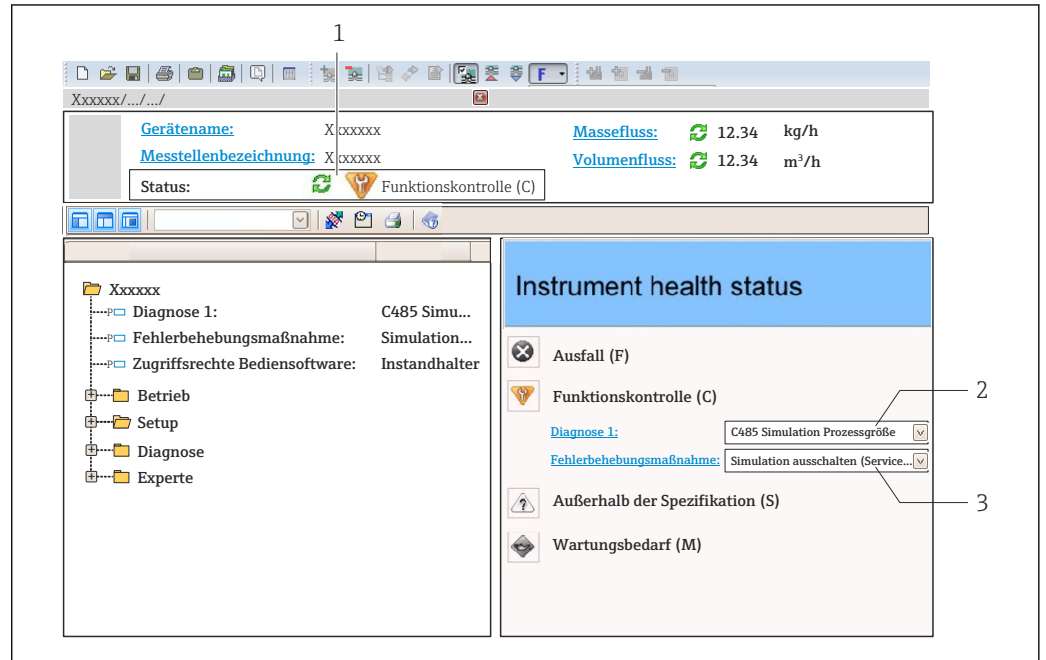 1
F
Xxxxxx/.../.../
Gerätename: Xxxxxxx
Massefluss: 12.34 kg/h
Messtellenbezeichnung: Xxxxxxx
Volumenfluss: 12.34 m³/h
Status: Funktionskontrolle (C)
Xxxxxx
Diagnose 1: C485 Simu...
Fehlerbehebungsmaßnahme: Simulation...
Zugriffsrechte Bediensoftware: Instandhalter
Betrieb
Setup
Diagnose
Experte
Instrument health status
Ausfall (F)
Funktionskontrolle (C)
2
Diagnose 1: C485 Simulation Prozessgröße
Fehlerbehebungsmaßnahme: Simulation ausschalten (Service...
Außerhalb der Spezifikation (S)
3
Wartungsbedarf (M)